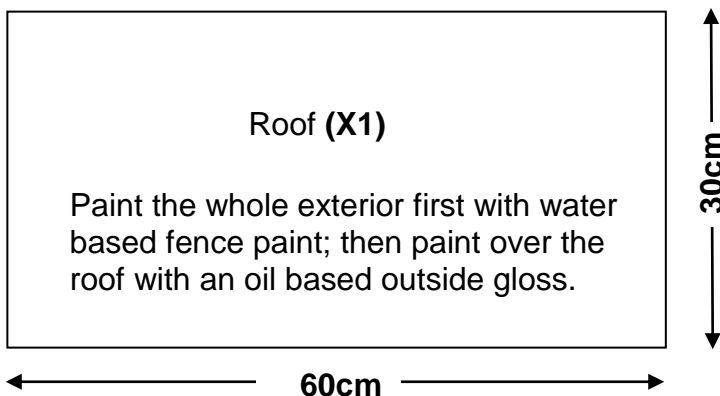 Roof (X1)
Paint the whole exterior first with water
based fence paint; then paint over the
roof with an oil based outside gloss.
30cm
60cm